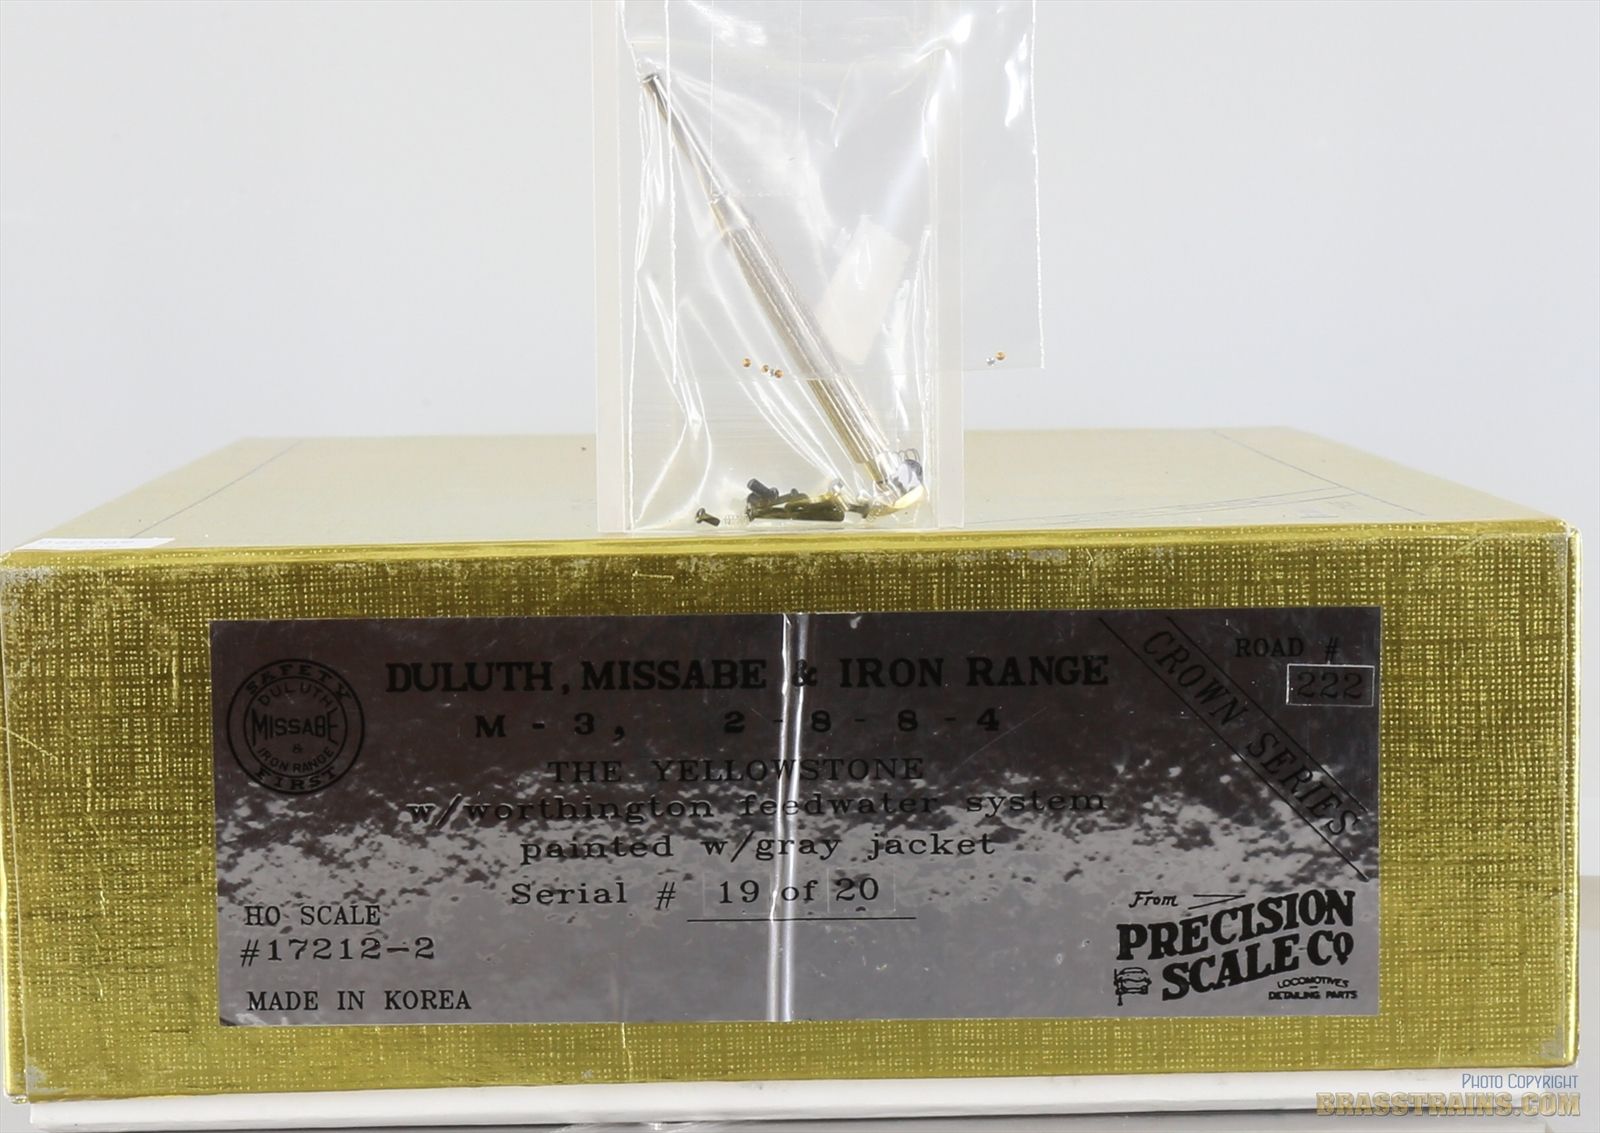 SAFETY
DULUTH
MISSABE
&
IRON RANGE
FIRST
DULUTH, MISSABE & IRON RANGE
M - 3, 2 - 8 - 8 - 4
THE YELLOWSTONE
w/worthington feedwater system
painted w/gray jacket
Serial # 19 of 20
HO SCALE
#17212-2
MADE IN KOREA
CROWN SERIES
ROAD #
222
From
PRECISION
SCALE CO
LOCOMOTIVES
DETAILING PARTS
PHOTO COPYRIGHT
BRASSTRAINS.COM